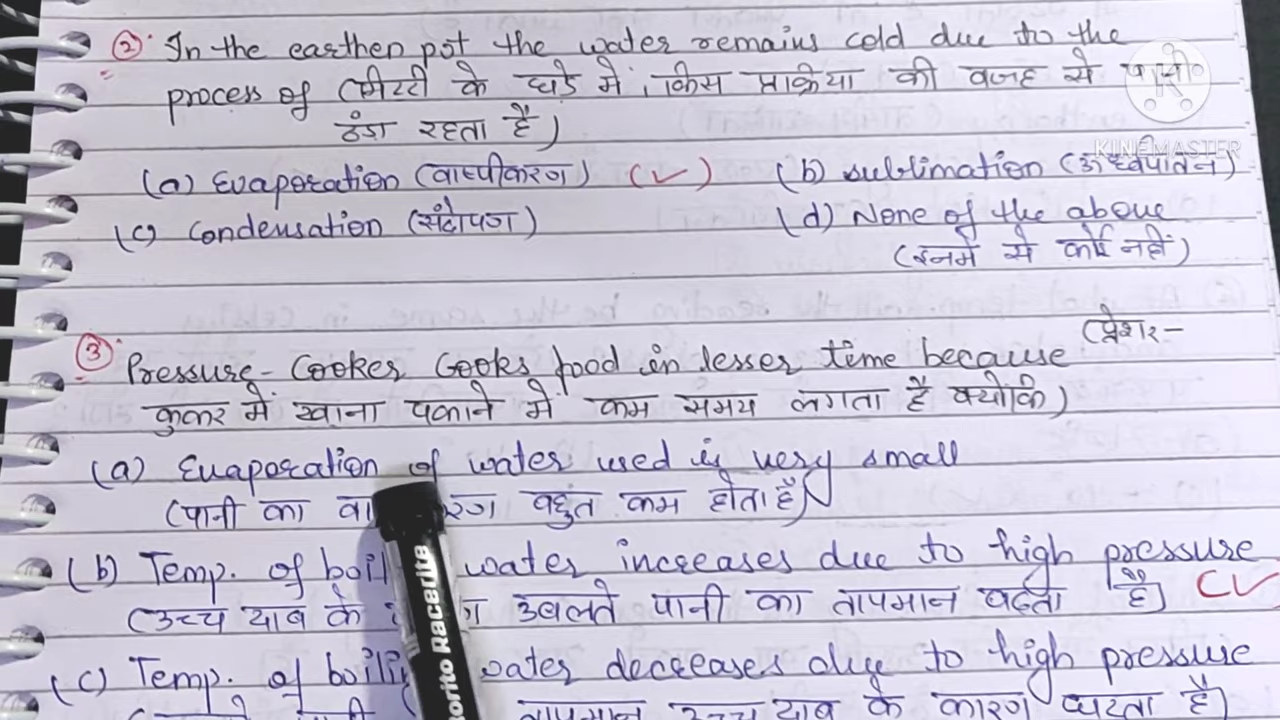 ② In the earthen pot the water remains cold due to the
process of (मिटटी के घड़े में, किस प्रक्रिया की वजह से पानी
ठंडा रहता है)
(a) Evaporation (वाष्पीकरण) (✓) (b) sublimation (उर्ध्वपातन)
(c) Condensation (संद्योपज) (d) None of the above
(इनमे से कोई नहीं)
③ Pressure-Cooker Cooks food in lesser time because (प्रेशर-
कुकर में खाना पकाने में कम समय लगता है क्योंकि)
(a) Evaporation of water used is very small
(पानी का बहुत कम होता है)
(b) Temp. of water increases due to high pressure
(उच्च दाब के उबलते पानी का तापमान बढ़ता है) (✓
(c) Temp. of water decreases due to high pressure
तापमान उच्च दाब के कारण घटता है)
KINEMASTER